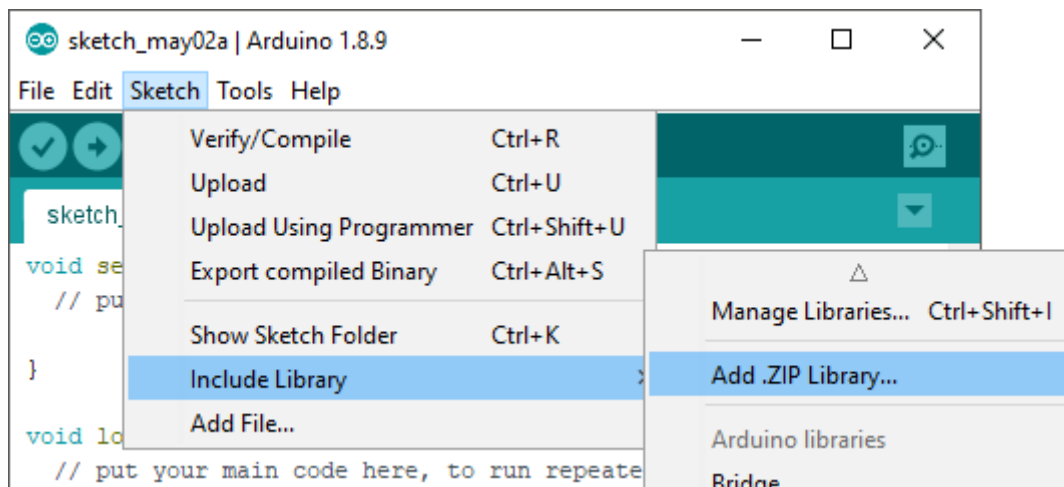 sketch_may02a | Arduino 1.8.9
File Edit Sketch Tools Help
Verify/Compile Ctrl+R
Upload Ctrl+U
Upload Using Programmer Ctrl+Shift+U
Export compiled Binary Ctrl+Alt+S
Show Sketch Folder Ctrl+K
Include Library
Add File...
Manage Libraries... Ctrl+Shift+I
Add .ZIP Library...
Arduino libraries
Bridge
sketch_
void se
// pu
}
void lo
// put your main code here, to run repeate